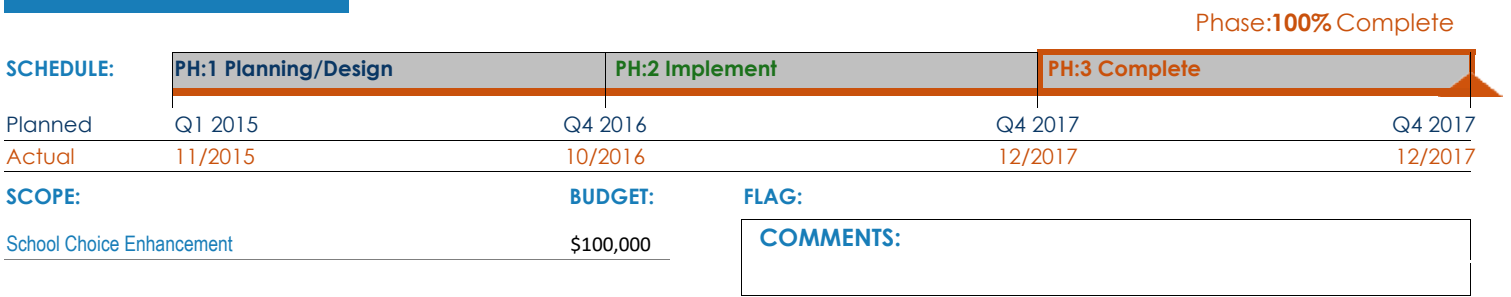 Phase:100% Complete
SCHEDULE: PH:1 Planning/Design PH:2 Implement PH:3 Complete
Planned Q1 2015 Q4 2016 Q4 2017 Q4 2017
Actual 11/2015 10/2016 12/2017 12/2017
SCOPE: BUDGET: FLAG:
School Choice Enhancement $100,000 COMMENTS: